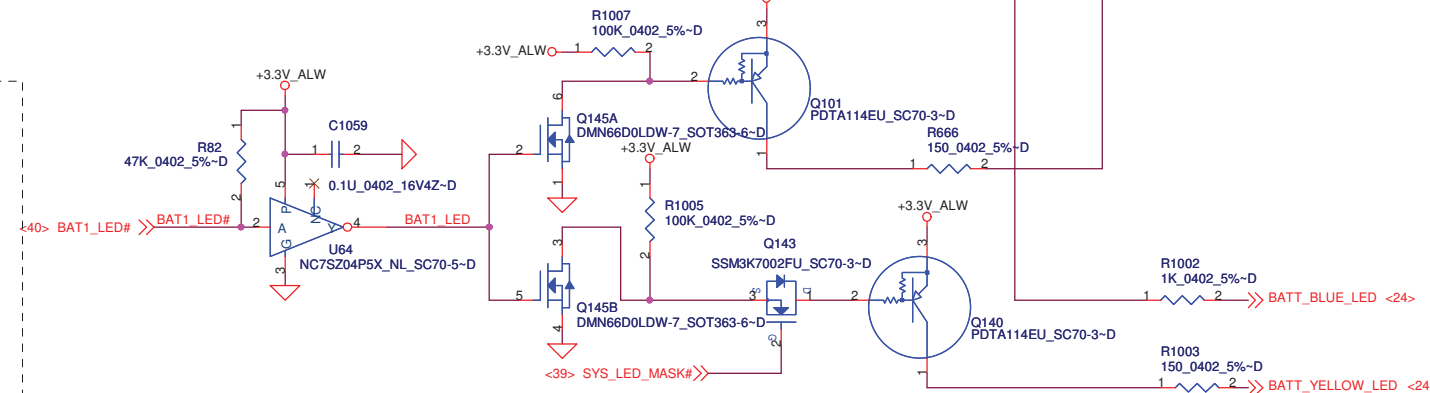 R1007
100K_0402_5%~D
+3.3V_ALW
1
2
3
2
+3.3V_ALW
6
Q145A
DMN66D0LDW-7_SOT363-6~D
Q101
PDTA114EU_SC70-3~D
1
C1059
1
2
R82
47K_0402_5%~D
2
+3.3V_ALW
1
R666
150_0402_5%~D
1
2
5
1
0.1U_0402_16V4Z~D
2
1
1
R1005
100K_0402_5%~D
+3.3V_ALW
<40> BAT1_LED#
BAT1_LED#
2
A
P
NC
Y
G
4
BAT1_LED
U64
NC7SZ04P5X_NL_SC70-5~D
3
3
2
Q143
SSM3K7002FU_SC70-3~D
3
R1002
1K_0402_5%~D
5
Q145B
DMN66D0LDW-7_SOT363-6~D
4
3
S
D
1
G
2
2
Q140
PDTA114EU_SC70-3~D
1
2
BATT_BLUE_LED <24>
<39> SYS_LED_MASK#
1
R1003
150_0402_5%~D
1
2
BATT_YELLOW_LED <24